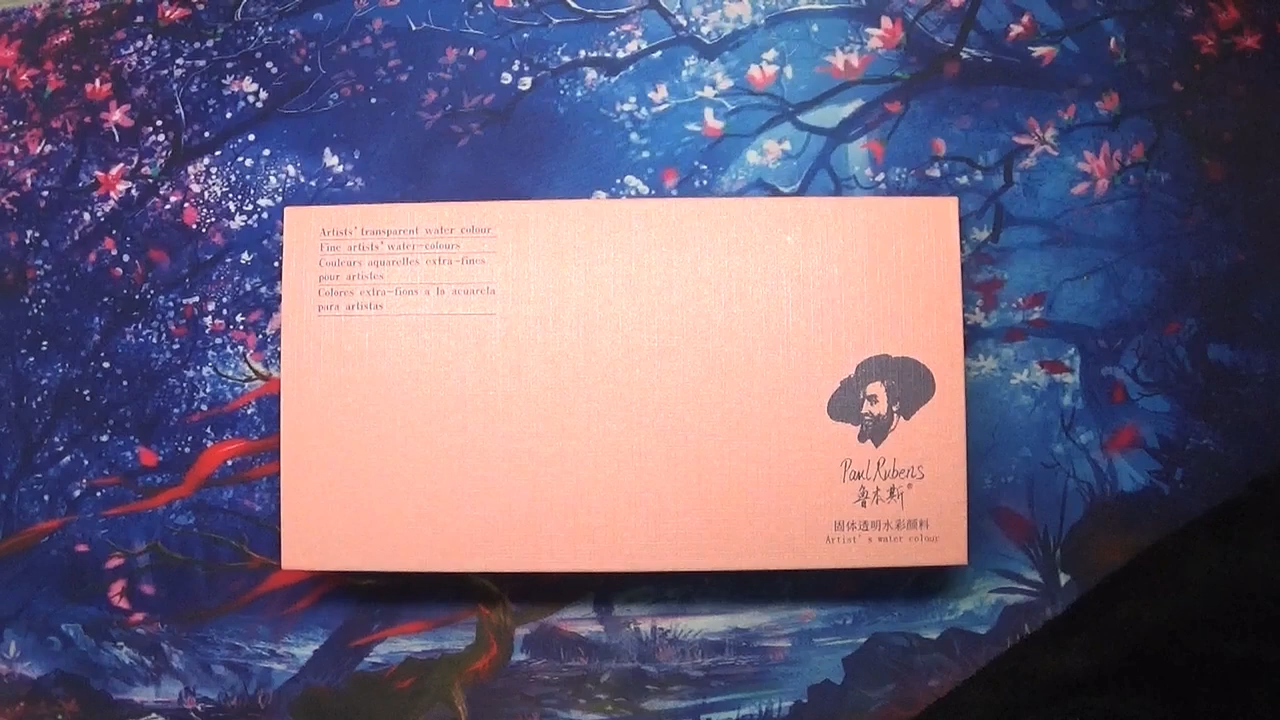 Artists' transparent water colour
Fine artists' water-colours
Couleurs aquarelles extra-fines
pour artistes
Colores extra-fions a la acuarela
para artistas
Paul Rubens
鲁本斯®
固体透明水彩颜料
Artist's water colour